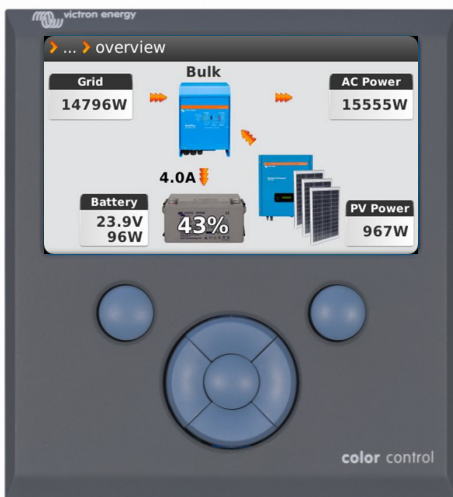 victron energy
... overview
Grid
14796W
Bulk
AC Power
15555W
4.0A
Battery
23.9V
96W
43%
PV Power
967W
color control